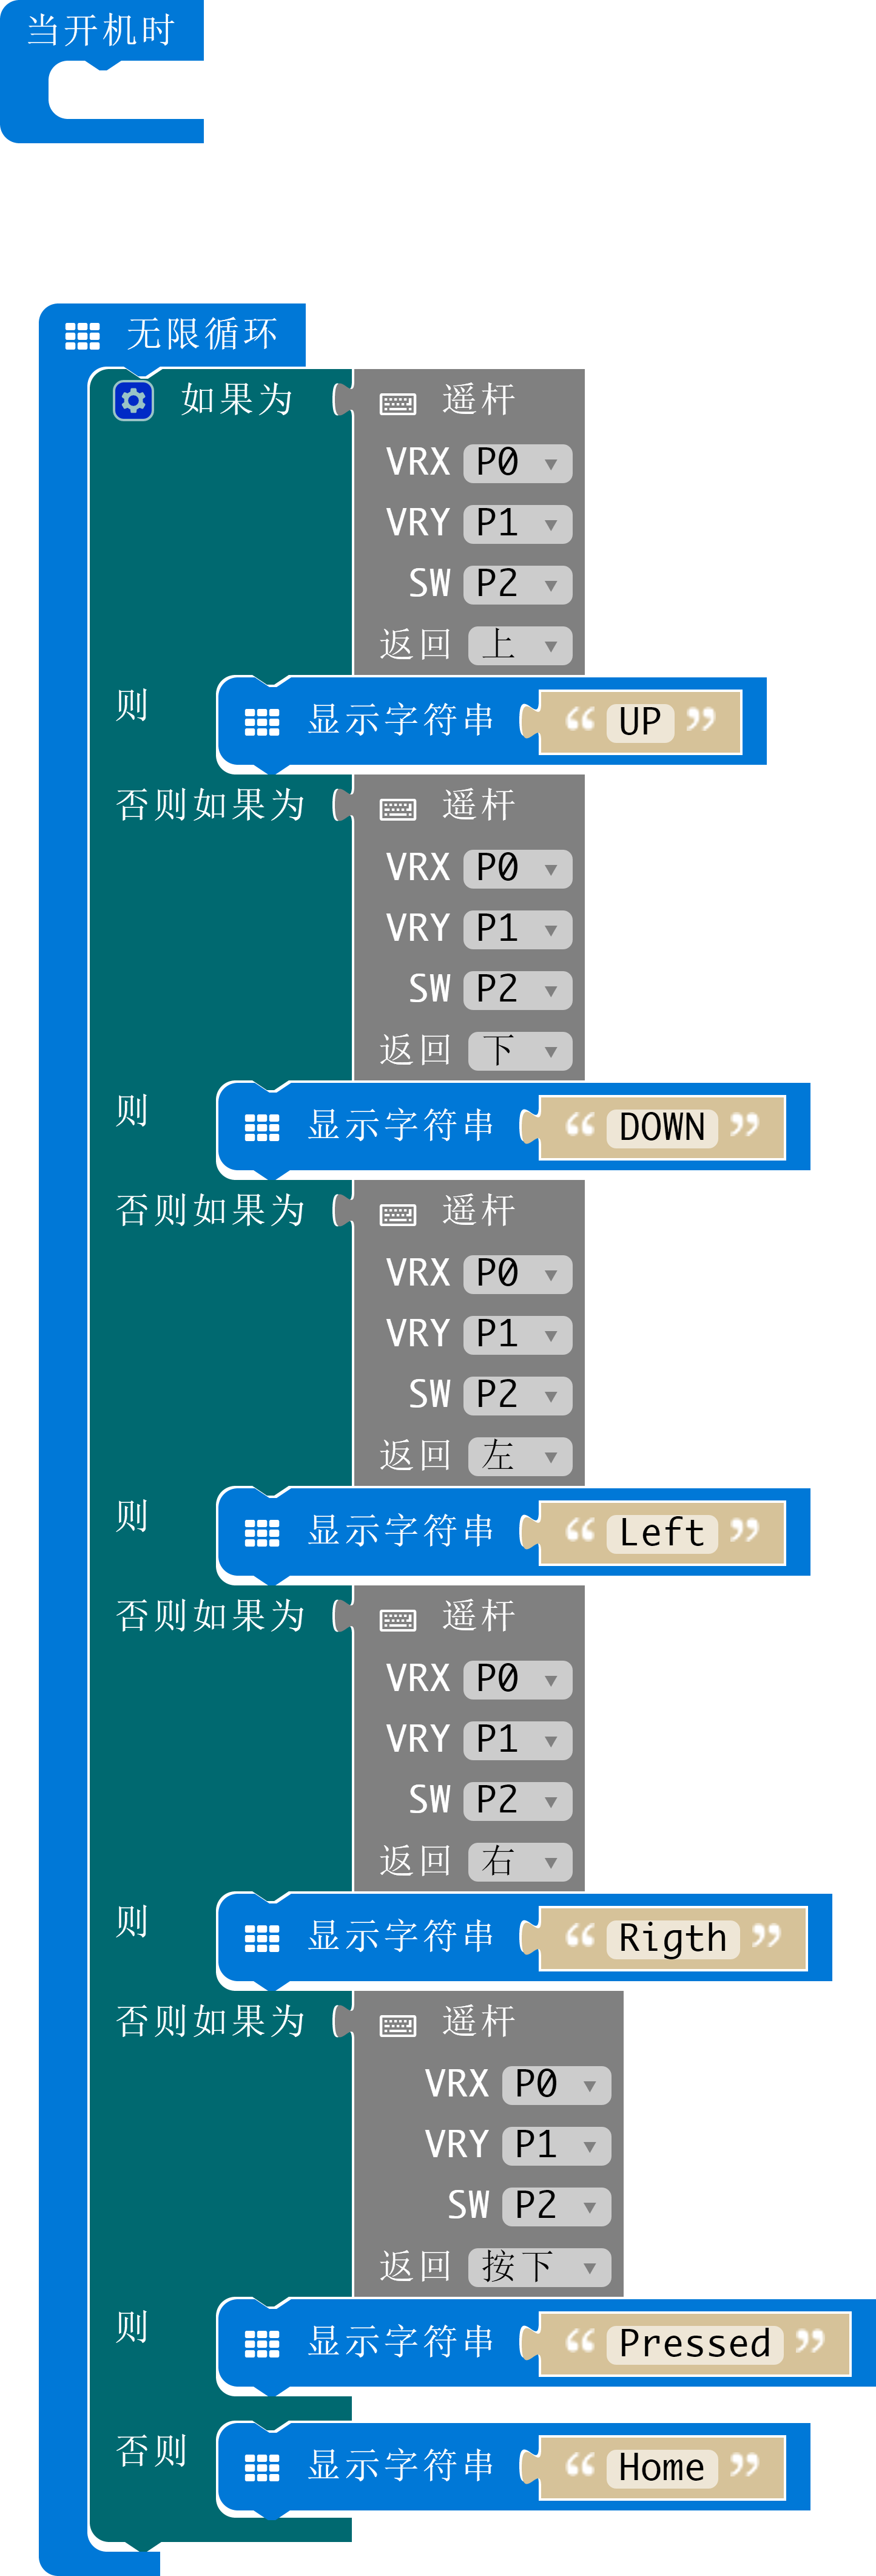 当开机时
无限循环
如果为 遥杆
VRX P0
VRY P1
SW P2
返回 上
则 显示字符串 “ UP ”
否则如果为 遥杆
VRX P0
VRY P1
SW P2
返回 下
则 显示字符串 “ DOWN ”
否则如果为 遥杆
VRX P0
VRY P1
SW P2
返回 左
则 显示字符串 “ Left ”
否则如果为 遥杆
VRX P0
VRY P1
SW P2
返回 右
则 显示字符串 “ Rigth ”
否则如果为 遥杆
VRX P0
VRY P1
SW P2
返回 按下
则 显示字符串 “ Pressed ”
否则 显示字符串 “ Home ”